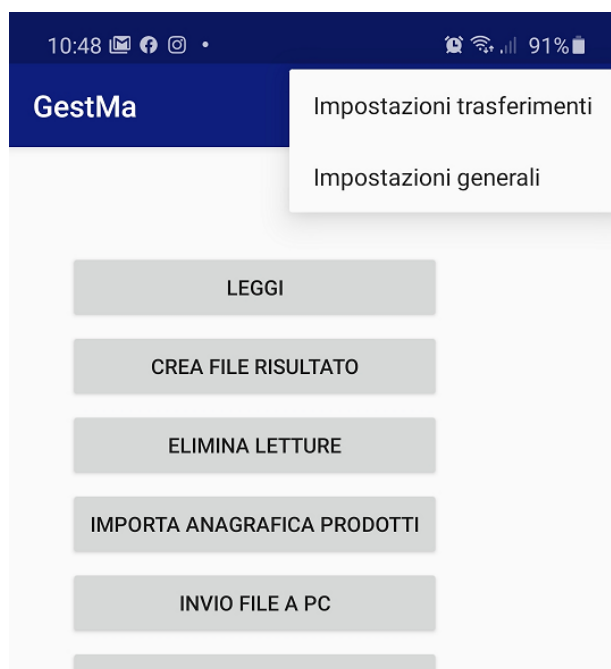 10:48 91%
GestMa
Impostazioni trasferimenti
Impostazioni generali
LEGGI
CREA FILE RISULTATO
ELIMINA LETTURE
IMPORTA ANAGRAFICA PRODOTTI
INVIO FILE A PC